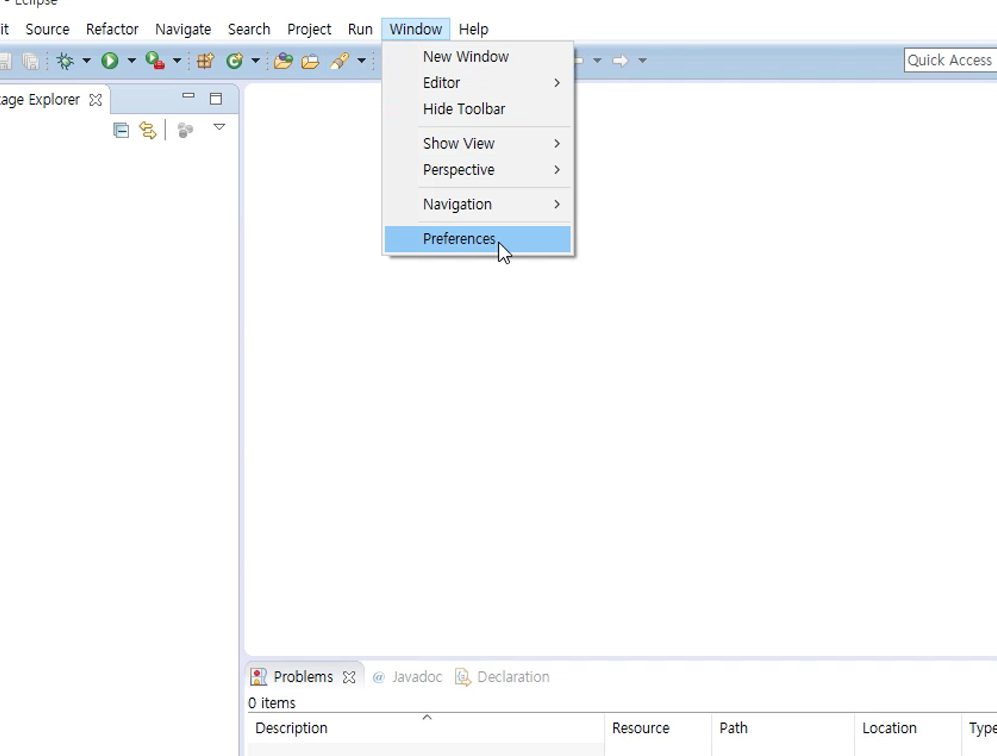 - Eclipse
it Source Refactor Navigate Search Project Run Window Help
Quick Access
New Window
Editor
Hide Toolbar
Show View
Perspective
Navigation
Preferences
age Explorer
Problems @ Javadoc Declaration
0 items
Description Resource Path Location Type